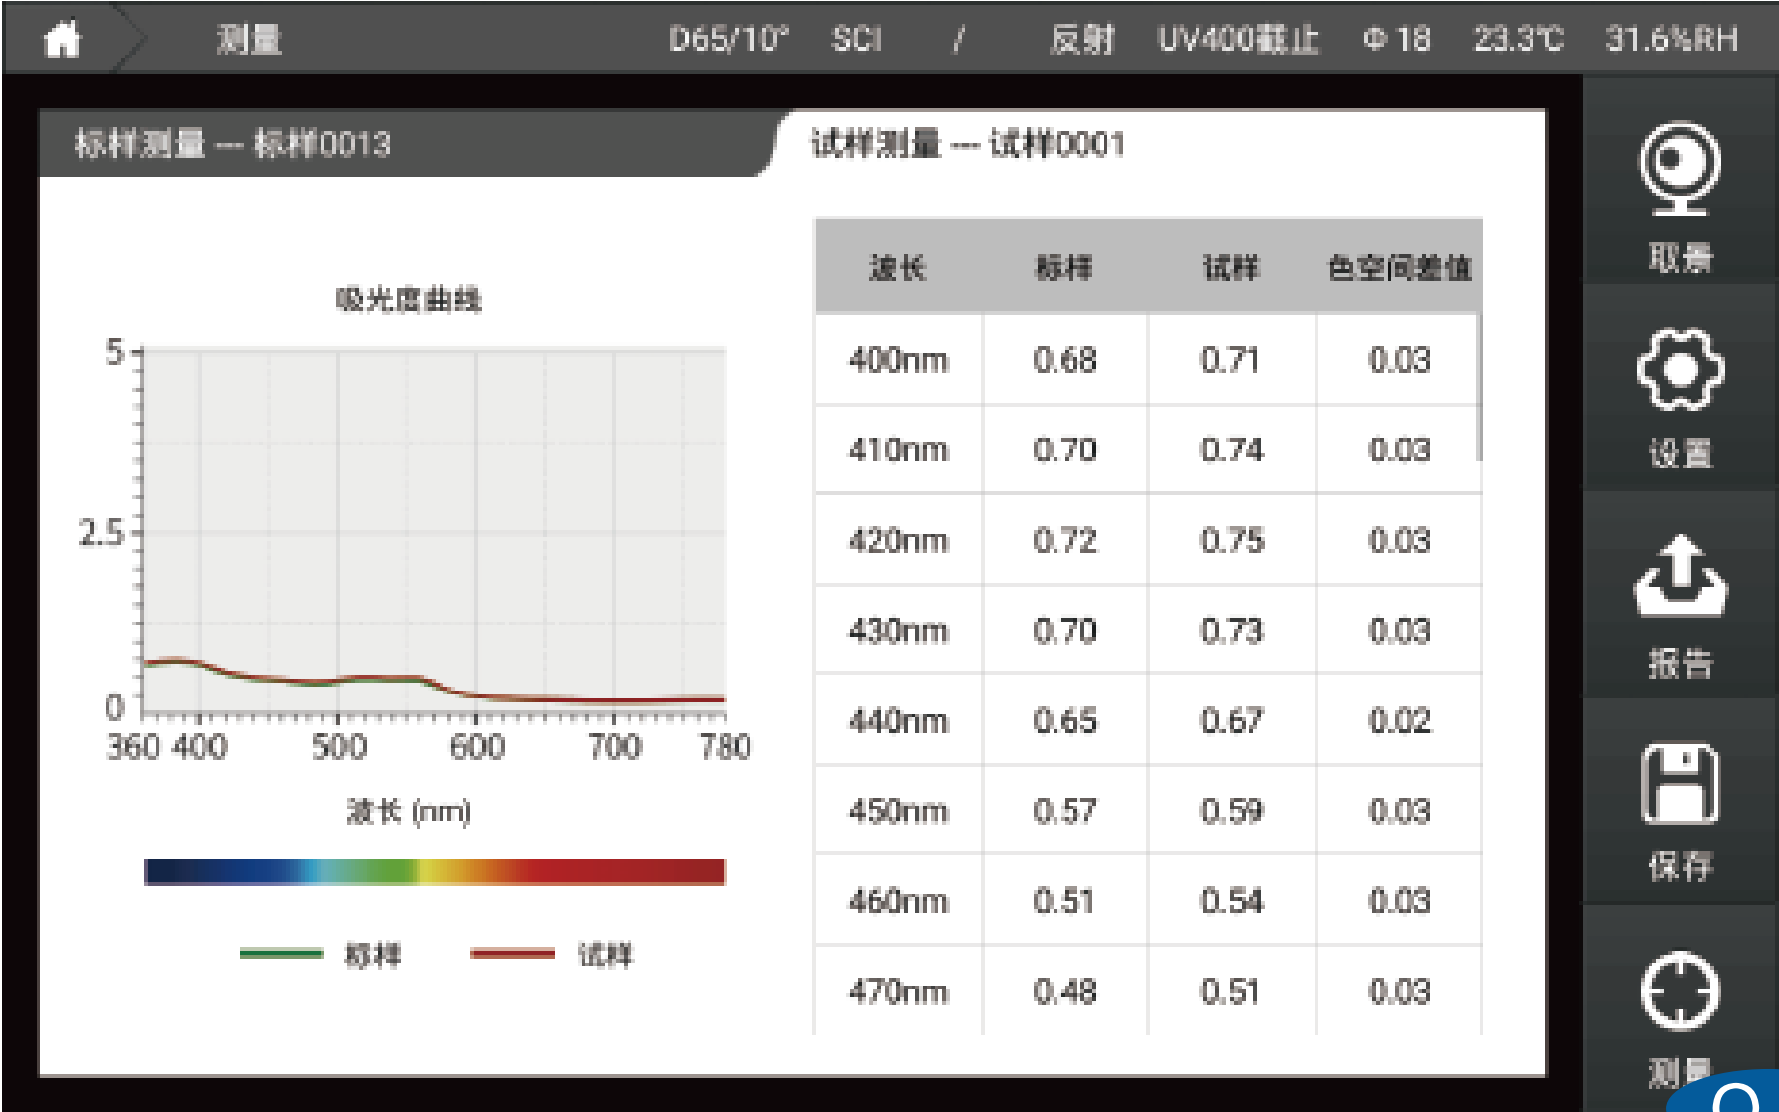 测量 D65/10° SCI / 反射 UV400截止 Φ18 23.3℃ 31.6%RH
标样测量 --- 标样0013
试样测量 --- 试样0001
吸光度曲线
5
2.5
0
360 400 500 600 700 780
波长 (nm)
标样 试样
波长 标样 试样 色空间差值
400nm 0.68 0.71 0.03
410nm 0.70 0.74 0.03
420nm 0.72 0.75 0.03
430nm 0.70 0.73 0.03
440nm 0.65 0.67 0.02
450nm 0.57 0.59 0.03
460nm 0.51 0.54 0.03
470nm 0.48 0.51 0.03
取景
设置
报告
保存
测量